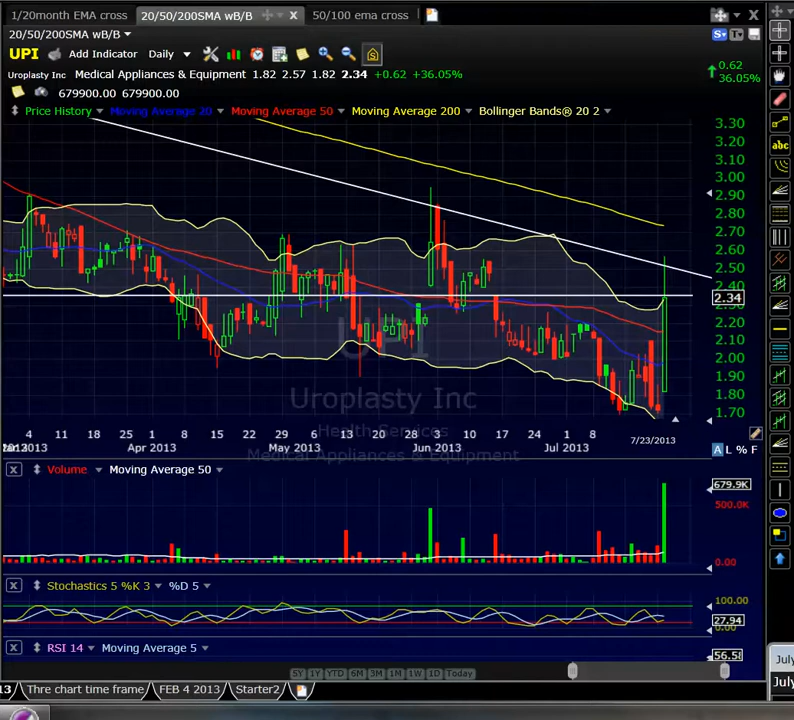 1/20month EMA cross 20/50/200SMA wB/B X 50/100 ema cross X
20/50/200SMA wB/B
UPI Add Indicator Daily
Uroplasty Inc Medical Appliances & Equipment 1.82 2.57 1.82 2.34 +0.62 +36.05%
0.62
36.05%
679900.00 679900.00
Price History Moving Average 20 Moving Average 50 Moving Average 200 Bollinger Bands® 20 2
3.30
3.20
3.10
3.00
2.90
2.80
2.70
2.60
2.50
2.40
2.34
2.20
2.10
2.00
1.90
1.80
1.70
UPI
Uroplasty Inc
Health Services
Medical Appliances & Equipment
4 11 18 25 1 8 15 22 29 6 13 20 28 3 10 17 24 1 8
Apr 2013 May 2013 Jun 2013 Jul 2013 7/23/2013
A L % F
X Volume Moving Average 50
679.9K
500.0K
0.00
X Stochastics 5 %K 3 %D 5
100.00
27.94
0.00
X RSI 14 Moving Average 5
56.58
5Y 1Y YTD 6M 3M 1M 1W 1D Today
13 Thre chart time frame FEB 4 2013 Starter2
abc
July
July